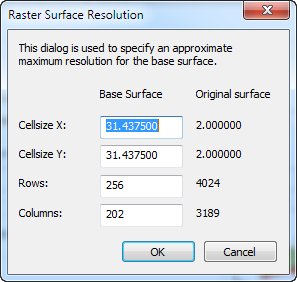 Raster Surface Resolution
This dialog is used to specify an approximate
maximum resolution for the base surface.
Base Surface Original surface
Cellsize X: 31.437500 2.000000
Cellsize Y: 31.437500 2.000000
Rows: 256 4024
Columns: 202 3189
OK Cancel